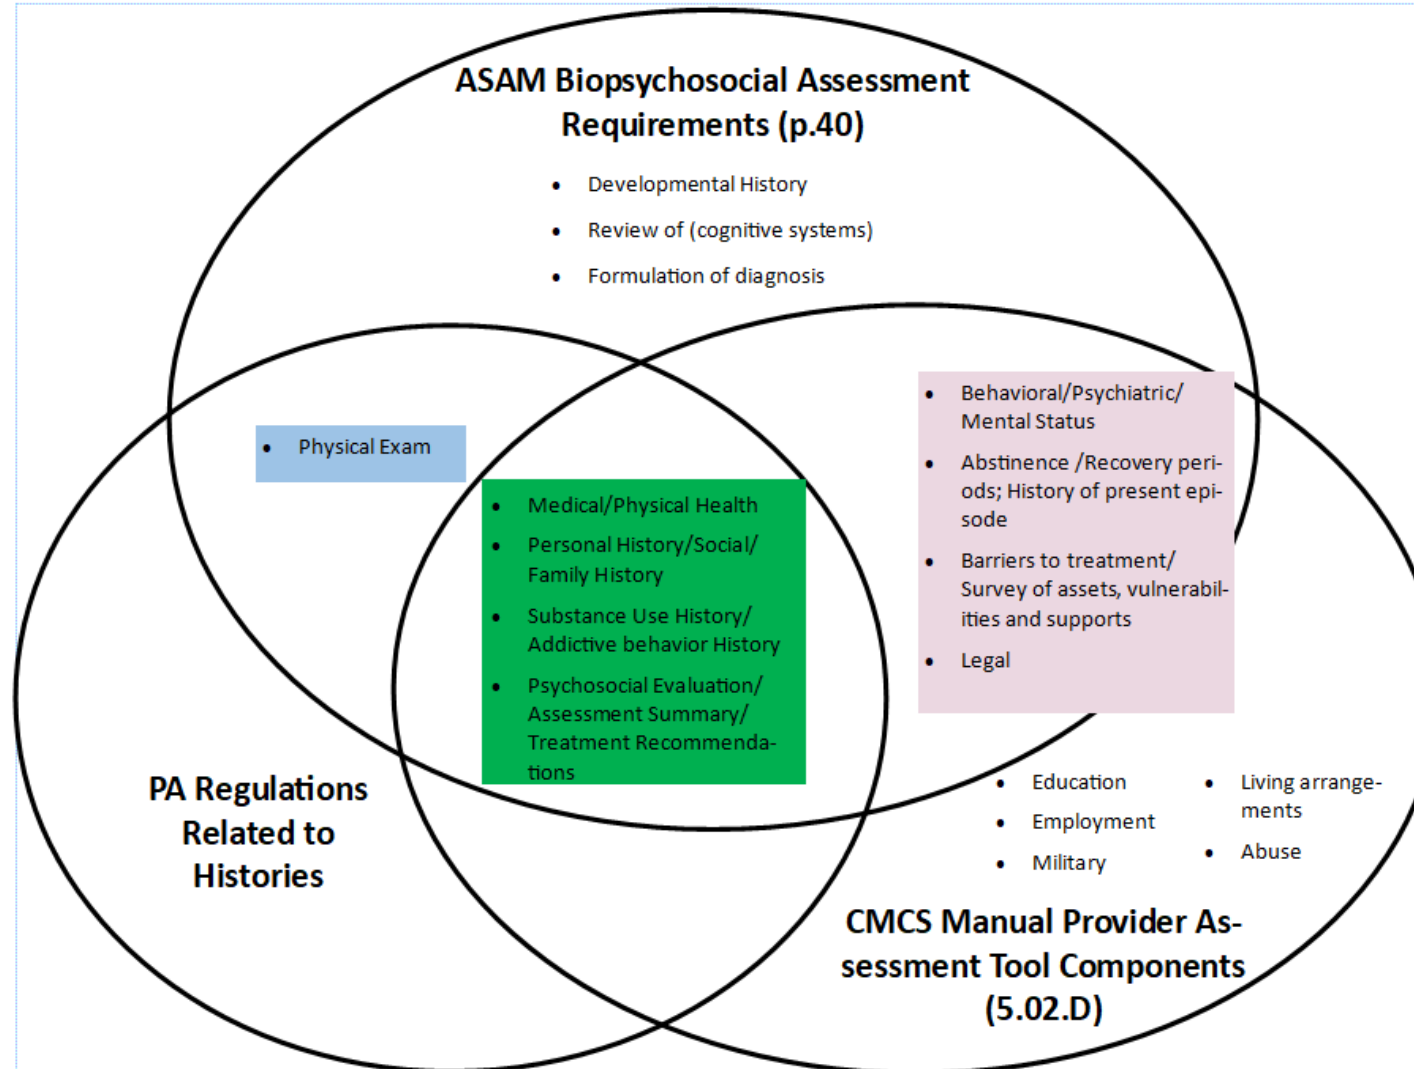 ASAM Biopsychosocial Assessment
Requirements (p.40)
• Developmental History
• Review of (cognitive systems)
• Formulation of diagnosis
• Physical Exam
• Medical/Physical Health
• Personal History/Social/
Family History
• Substance Use History/
Addictive behavior History
• Psychosocial Evaluation/
Assessment Summary/
Treatment Recommenda-
tions
• Behavioral/Psychiatric/
Mental Status
• Abstinence /Recovery peri-
ods; History of present epi-
sode
• Barriers to treatment/
Survey of assets, vulnerabil-
ities and supports
• Legal
PA Regulations
Related to
Histories
• Education
• Employment
• Military
• Living arrange-
ments
• Abuse
CMCS Manual Provider As-
sessment Tool Components
(5.02.D)